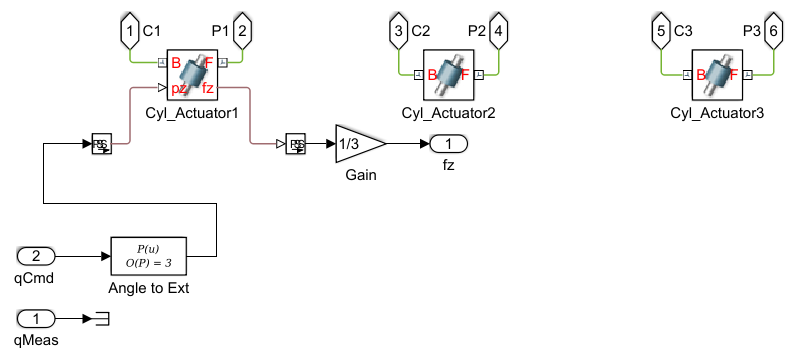 1 C1 P1 2
3 C2 P2 4
5 C3 P3 6
B F
pz fz
Cyl_Actuator1
B F
Cyl_Actuator2
B F
Cyl_Actuator3
1/3
Gain
1
fz
2
qCmd
P(u)
O(P) = 3
Angle to Ext
1
qMeas